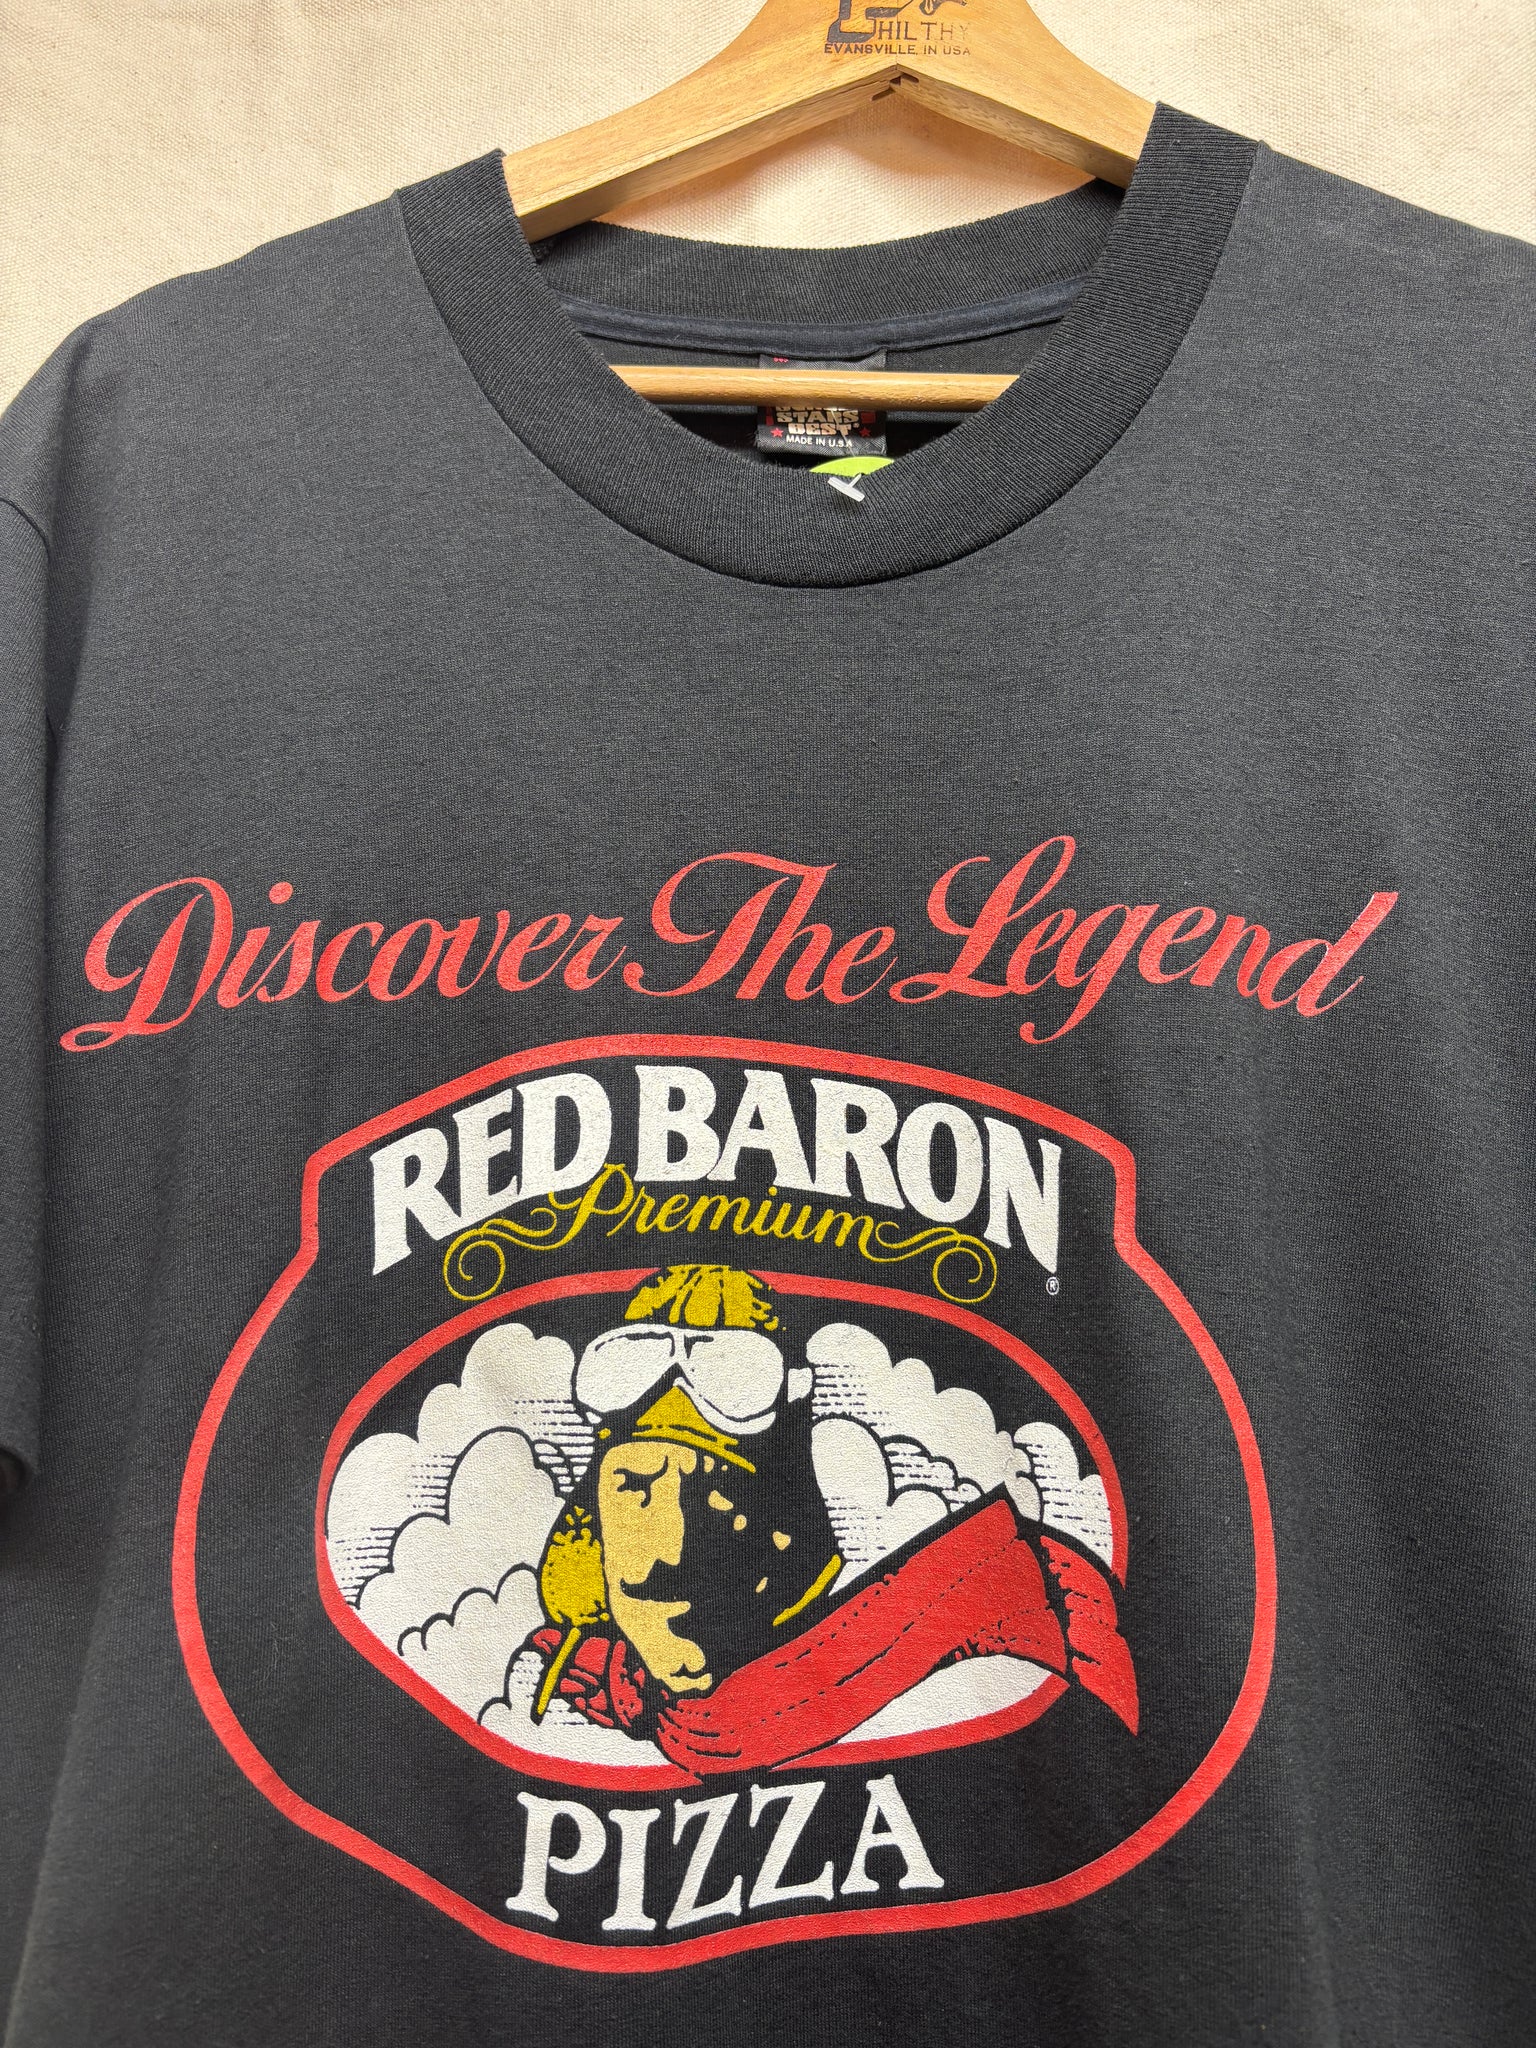 HILTHY
EVANSVILLE, IN USA
STARS
BEST
MADE IN U.S.A
Discover The Legend
RED BARON
Premium
®
PIZZA